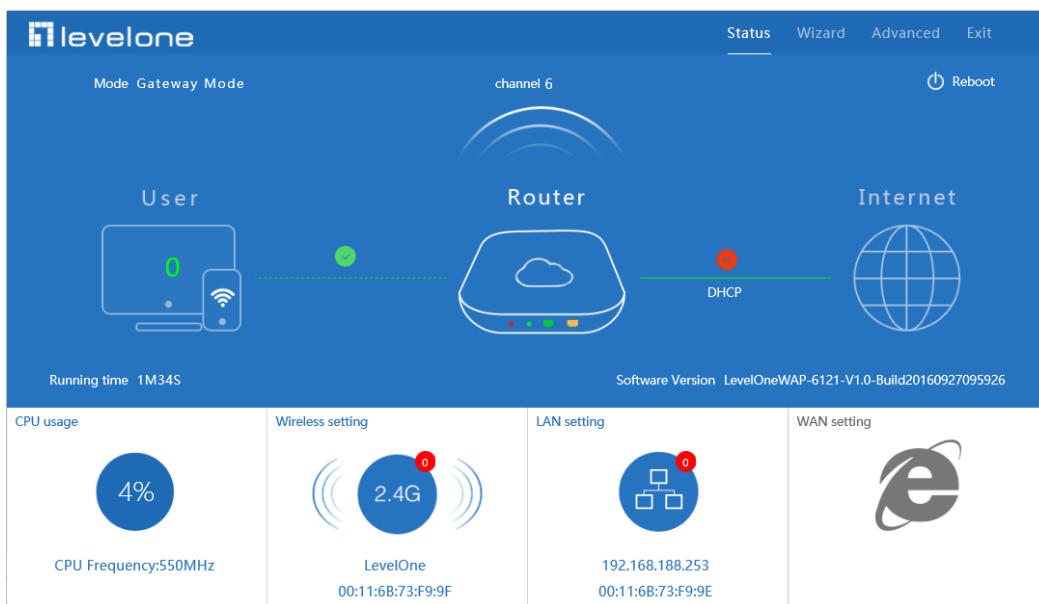 levelone
Status Wizard Advanced Exit
Mode Gateway Mode
channel 6
Reboot
User
Router
Internet
0
DHCP
Running time 1M34S
Software Version LevelOneWAP-6121-V1.0-Build20160927095926
CPU usage
Wireless setting
LAN setting
WAN setting
4%
0
2.4G
0
CPU Frequency:550MHz
LevelOne
192.168.188.253
00:11:6B:73:F9:9F
00:11:6B:73:F9:9E